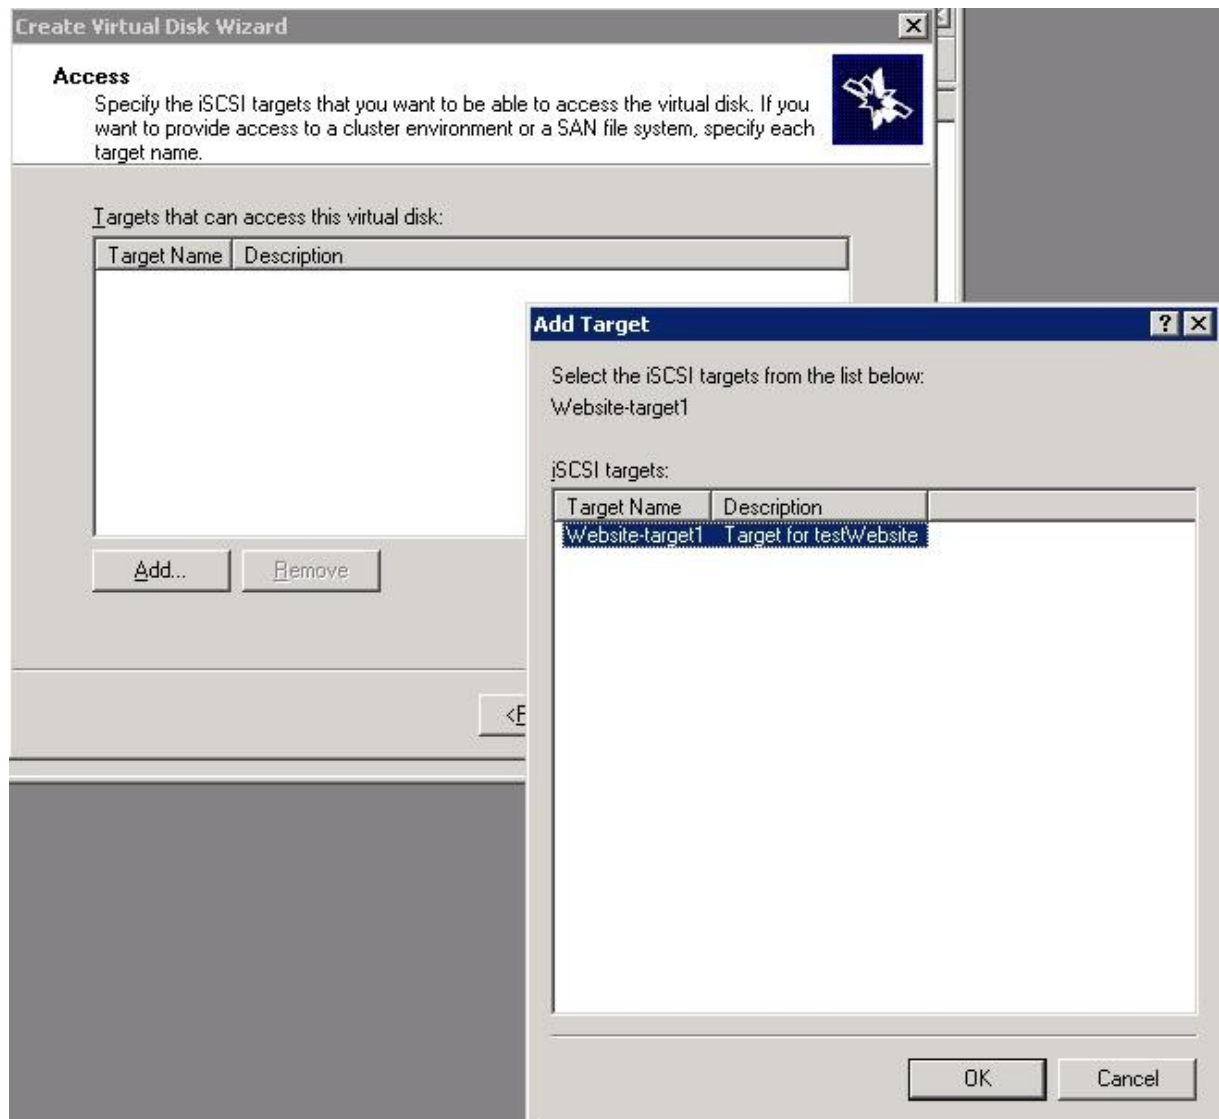 Create Virtual Disk Wizard
Access
Specify the iSCSI targets that you want to be able to access the virtual disk. If you
want to provide access to a cluster environment or a SAN file system, specify each
target name.
Targets that can access this virtual disk:
Target Name Description
Add... Remove
Add Target
Select the iSCSI targets from the list below:
Website-target1
iSCSI targets:
Target Name Description
Website-target1 Target for testWebsite
OK Cancel